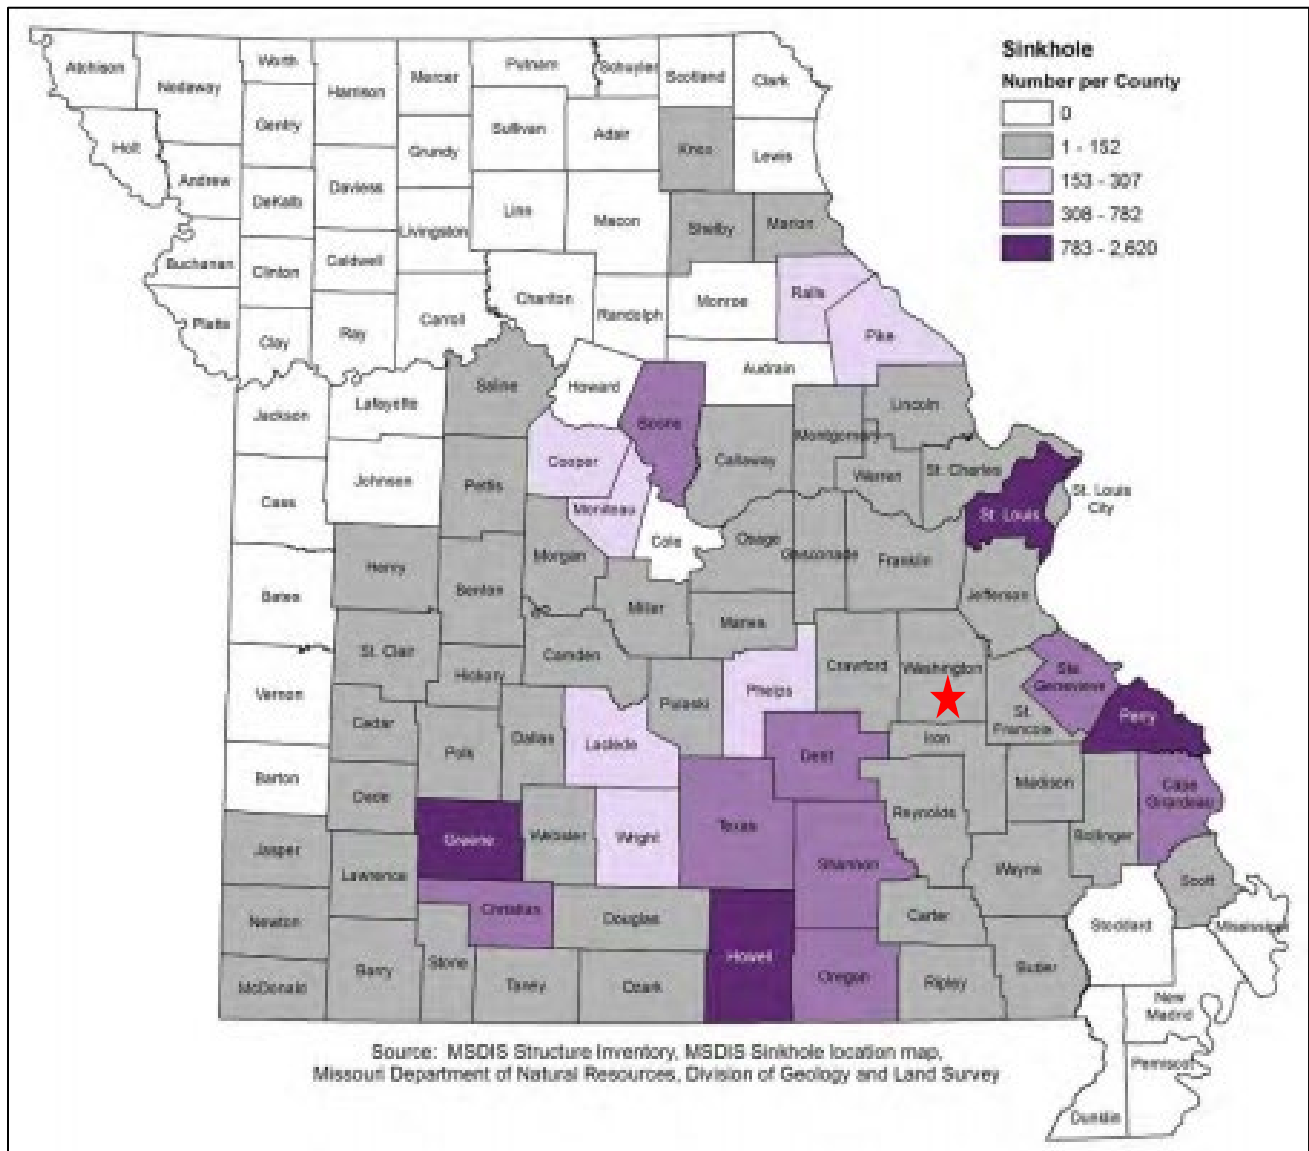 Sinkhole
Number per County
0
1 - 152
153 - 307
308 - 782
783 - 2,620
Atchison
Nodaway
Worth
Harrison
Mercer
Putnam
Schuyler
Scotland
Clark
Holt
Gentry
Sullivan
Adair
Knox
Lewis
Andrew
DeKalb
Daviess
Grundy
Linn
Macon
Shelby
Marion
Buchanan
Clinton
Caldwell
Livingston
Chariton
Randolph
Monroe
Ralls
Platte
Clay
Ray
Carroll
Pike
Saline
Howard
Boone
Audrain
Jackson
Lafayette
Lincoln
Cooper
Callaway
Montgomery
Warren
St. Charles
Cass
Johnson
Pettis
Moniteau
Cole
Osage
Gasconade
Franklin
St. Louis
St. Louis
City
Bates
Henry
Benton
Morgan
Miller
Maries
Jefferson
Vernon
St. Clair
Hickory
Camden
Pulaski
Phelps
Crawford
Washington
St.
Francois
Ste.
Genevieve
Perry
Cedar
Polk
Dallas
Laclede
Dent
Iron
Barton
Dade
Greene
Webster
Wright
Texas
Shannon
Reynolds
Madison
Bollinger
Cape
Girardeau
Jasper
Lawrence
Christian
Douglas
Howell
Carter
Wayne
Scott
Newton
Barry
Stone
Taney
Ozark
Oregon
Ripley
Butler
Stoddard
Mississippi
McDonald
New
Madrid
Pemiscot
Dunklin
Source: MSDIS Structure Inventory, MSDIS Sinkhole location map,
Missouri Department of Natural Resources, Division of Geology and Land Survey